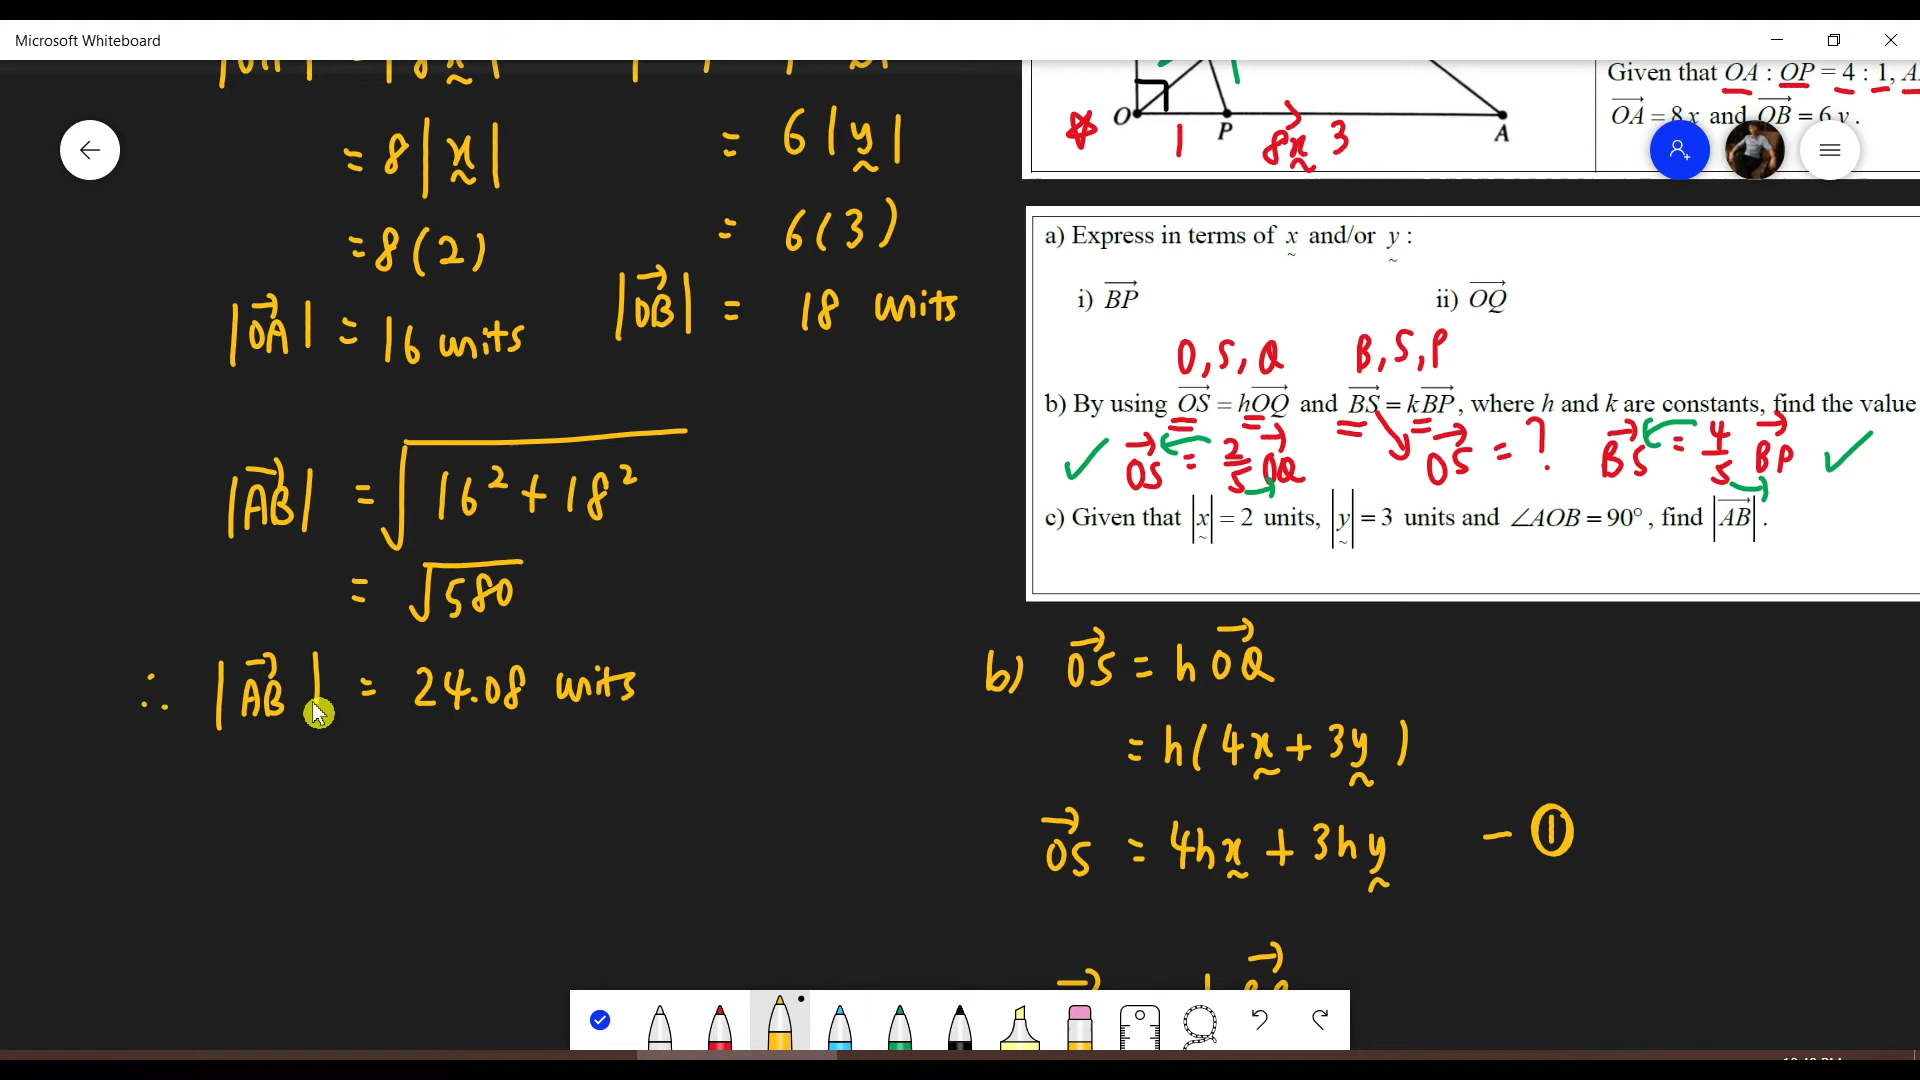 Microsoft Whiteboard
= 8|x|
= 8(2)
|OA| = 16 units
= 6|y|
= 6(3)
|OB| = 18 units
|AB| = √16² + 18²
= √580
∴ |AB| = 24.08 units
O
1
P
8x
3
A
Given that OA : OP = 4 : 1,
OA = 8x and OB = 6y.
a) Express in terms of x and/or y :
i) BP
ii) OQ
O, S, Q
B, S, P
b) By using OS = hOQ and BS = kBP, where h and k are constants, find the value
✓ OS = 2/5 OQ
OS = ?
BS = 4/5 BP ✓
c) Given that |x| = 2 units, |y| = 3 units and ∠AOB = 90°, find |AB|.
b) OS = hOQ
= h(4x + 3y)
OS = 4hx + 3hy – ①